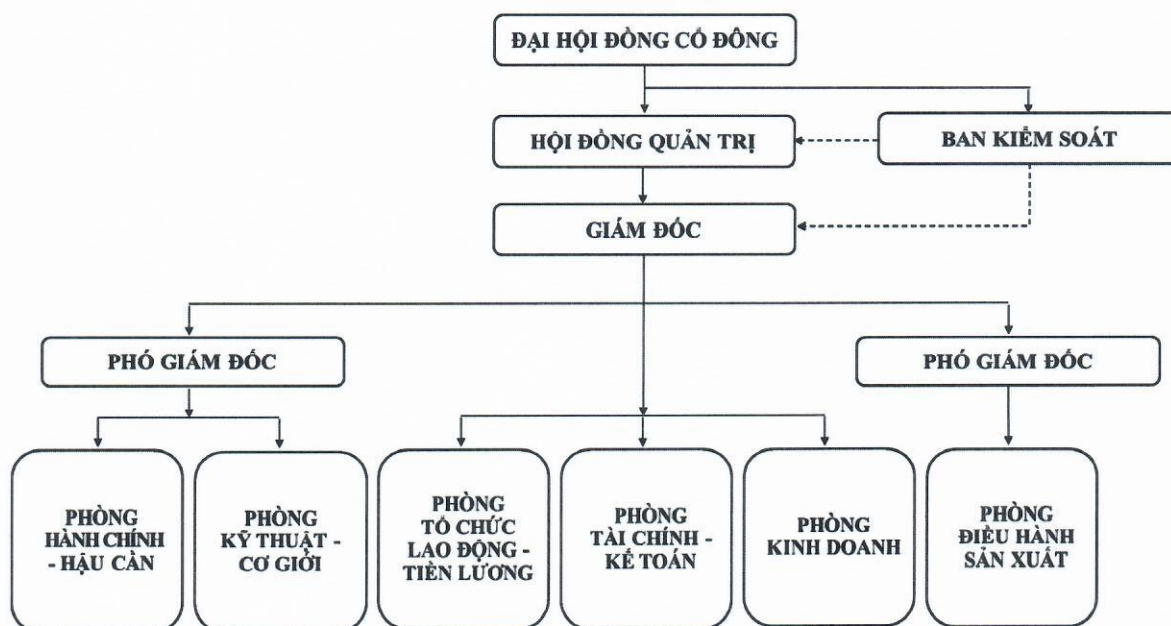 ĐẠI HỘI ĐỒNG CỔ ĐÔNG
HỘI ĐỒNG QUẢN TRỊ
BAN KIỂM SOÁT
GIÁM ĐỐC
PHÓ GIÁM ĐỐC
PHÓ GIÁM ĐỐC
PHÒNG
HÀNH CHÍNH
- HẬU CẦN
PHÒNG
KỸ THUẬT -
CƠ GIỚI
PHÒNG
TỔ CHỨC
LAO ĐỘNG -
TIỀN LƯƠNG
PHÒNG
TÀI CHÍNH -
KẾ TOÁN
PHÒNG
KINH DOANH
PHÒNG
ĐIỀU HÀNH
SẢN XUẤT